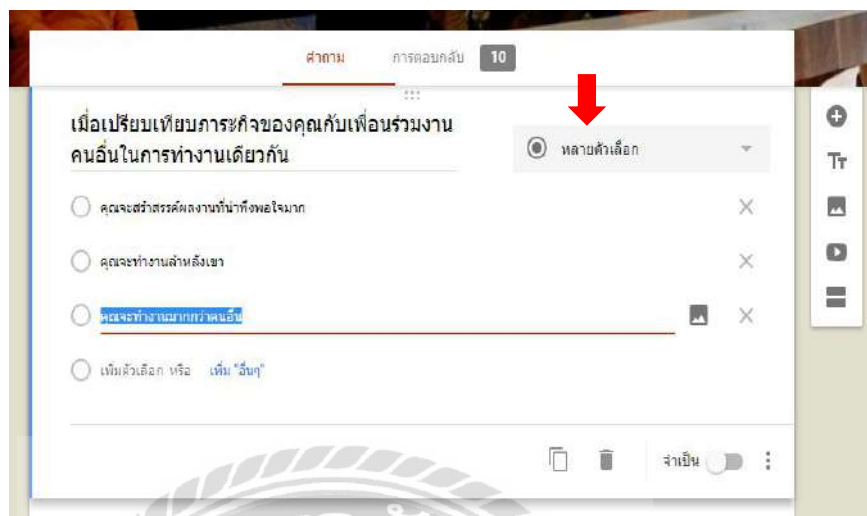 คำถาม การตอบกลับ 10
เมื่อเปรียบเทียบภาระกิจของคุณกับเพื่อนร่วมงาน
คนอื่นในการทำงานเดียวกัน
หลายตัวเลือก
คุณจะสร้าสรรค์ผลงานที่น่าพึงพอใจมาก
คุณจะทำงานล้าหลังเขา
คุณจะทำงานมากกว่าคนอื่น
เพิ่มตัวเลือก หรือ เพิ่ม "อื่นๆ"
จำเป็น
Tт